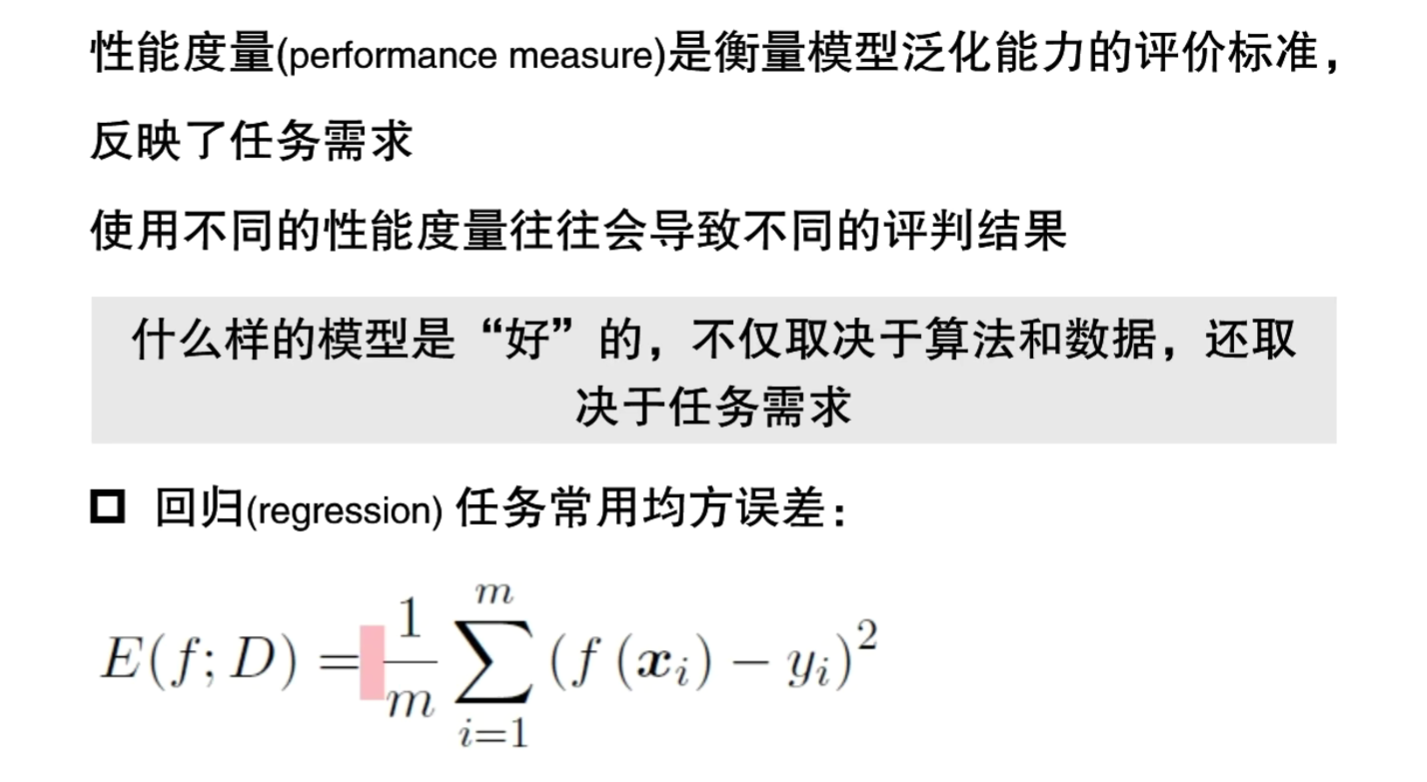 性能度量(performance measure)是衡量模型泛化能力的评价标准，
反映了任务需求
使用不同的性能度量往往会导致不同的评判结果
什么样的模型是“好”的，不仅取决于算法和数据，还取
决于任务需求
回归(regression) 任务常用均方误差：
E(f; D) = \frac{1}{m} \sum_{i=1}^{m} (f(x_i) − y_i)^2